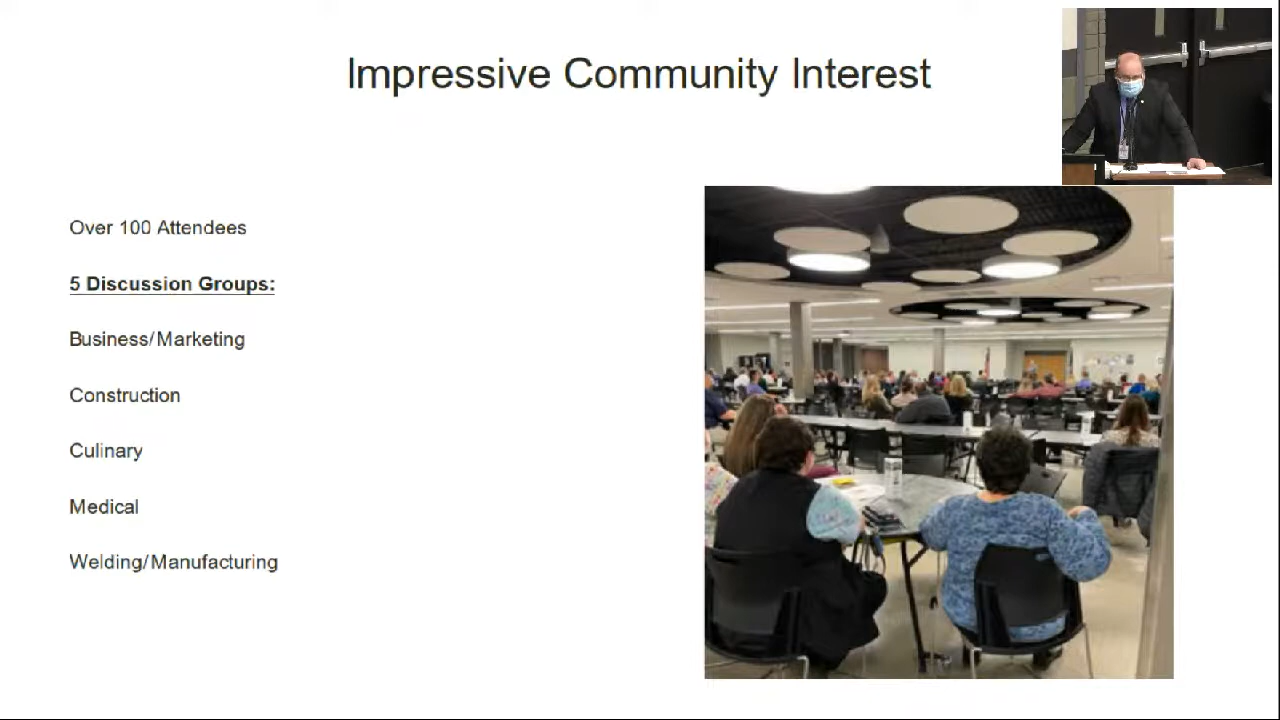 Impressive Community Interest
Over 100 Attendees
5 Discussion Groups:
Business/Marketing
Construction
Culinary
Medical
Welding/Manufacturing